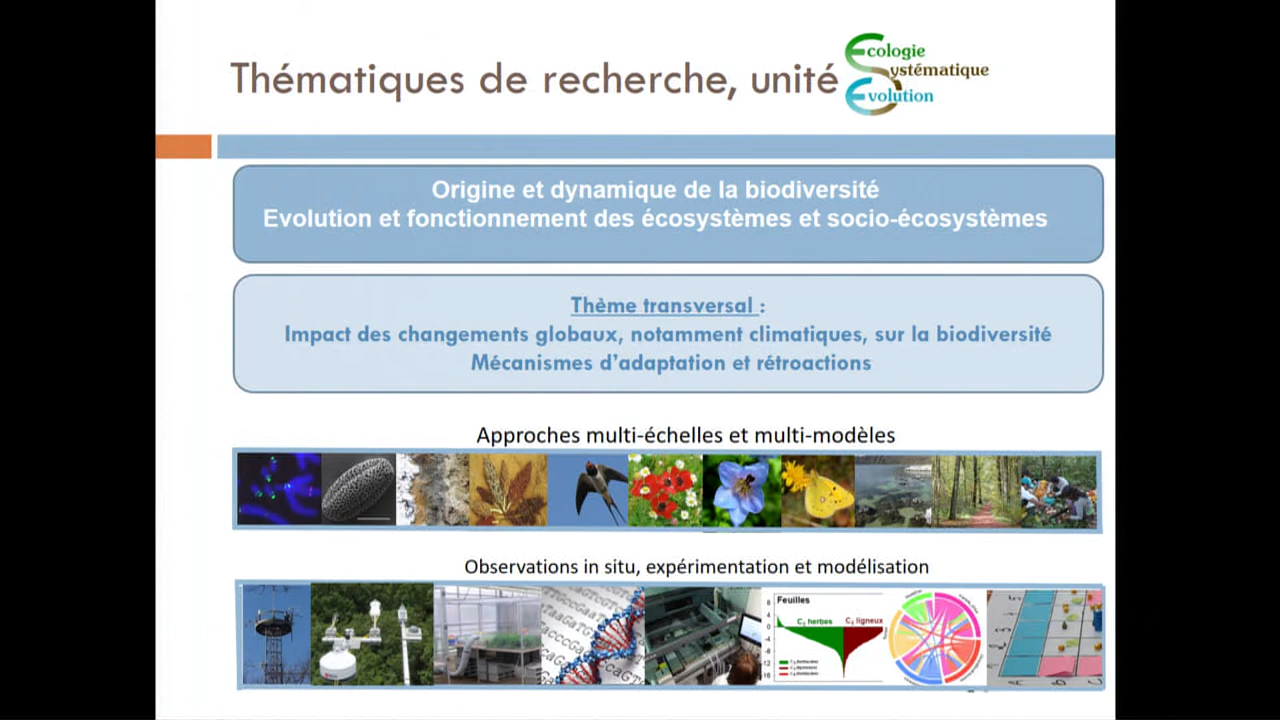 Thématiques de recherche, unité
Ecologie
Systématique
Evolution
Origine et dynamique de la biodiversité
Evolution et fonctionnement des écosystèmes et socio-écosystèmes
Thème transversal :
Impact des changements globaux, notamment climatiques, sur la biodiversité
Mécanismes d'adaptation et rétroactions
Approches multi-échelles et multi-modèles
Observations in situ, expérimentation et modélisation
Feuilles
C3 herbes C3 ligneux